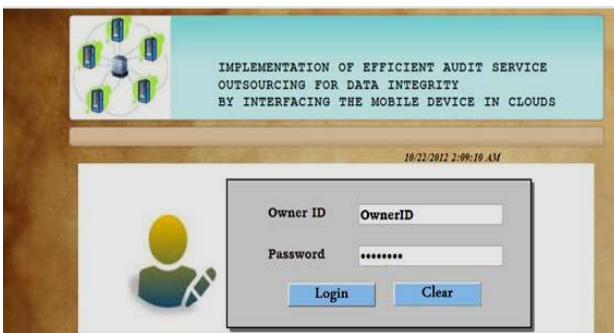 IMPLEMENTATION OF EFFICIENT AUDIT SERVICE
OUTSOURCING FOR DATA INTEGRITY
BY INTERFACING THE MOBILE DEVICE IN CLOUDS
10/22/2012 2:09:10 AM
Owner ID OwnerID
Password ••••••••
Login Clear